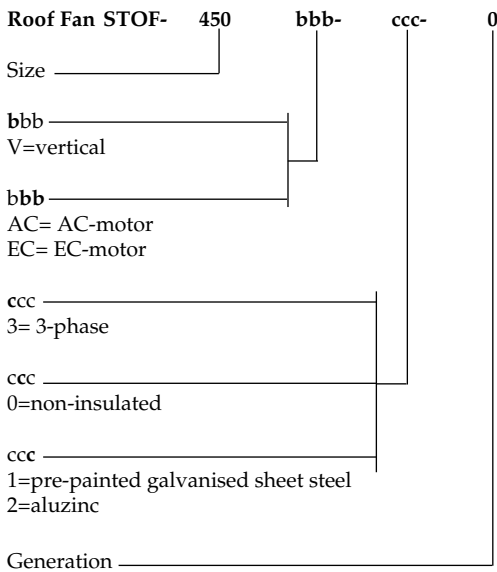 Roof Fan STOF- 450 bbb- ccc- 0
Size
bbb
V=vertical
bbb
AC= AC-motor
EC= EC-motor
ccc
3= 3-phase
ccc
0=non-insulated
ccc
1=pre-painted galvanised sheet steel
2=aluzinc
Generation